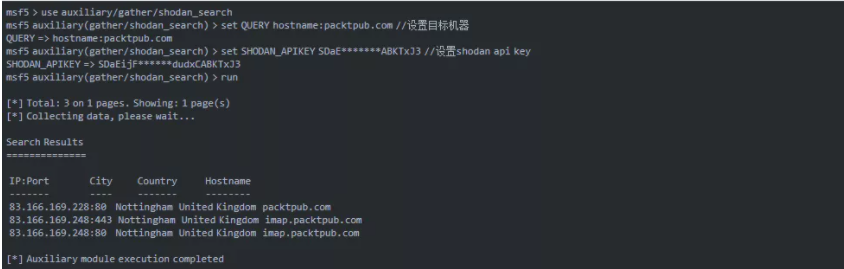 msf5 > use auxiliary/gather/shodan_search
msf5 auxiliary(gather/shodan_search) > set QUERY hostname:packtpub.com //设置目标机器
QUERY => hostname:packtpub.com
msf5 auxiliary(gather/shodan_search) > set SHODAN_APIKEY SDaE*******ABKTxJ3 //设置shodan api key
SHODAN_APIKEY => SDaEijF******dudxCABKTxJ3
msf5 auxiliary(gather/shodan_search) > run
[*] Total: 3 on 1 pages. Showing: 1 page(s)
[*] Collecting data, please wait...
Search Results
==============
IP:Port City Country Hostname
------- ---- ------- --------
83.166.169.228:80 Nottingham United Kingdom packtpub.com
83.166.169.248:443 Nottingham United Kingdom imap.packtpub.com
83.166.169.248:80 Nottingham United Kingdom imap.packtpub.com
[*] Auxiliary module execution completed